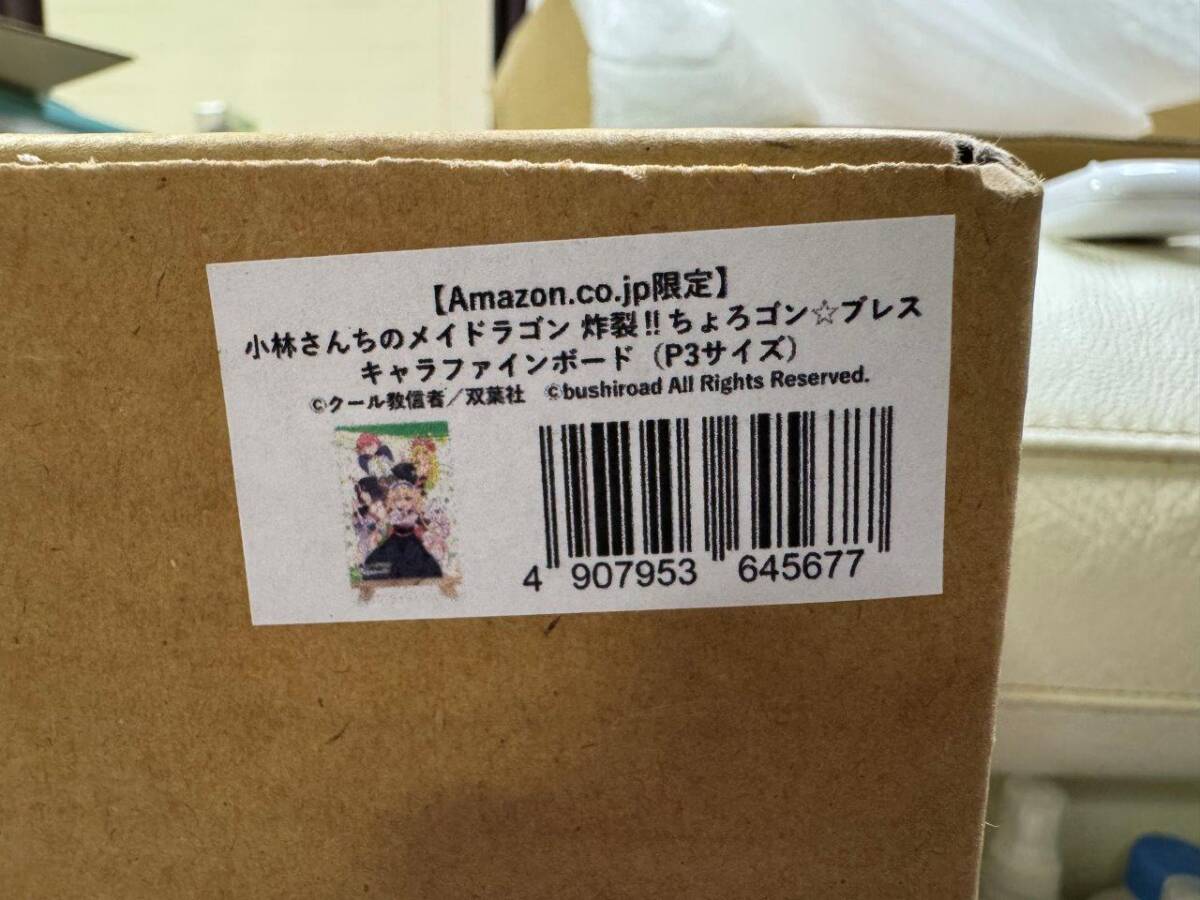 【Amazon.co.jp限定】
小林さんちのメイドラゴン 炸裂!! ちょろゴン☆ブレス
キャラファインボード（P3サイズ）
©クール教信者／双葉社 ©bushiroad All Rights Reserved.
4 907953 645677